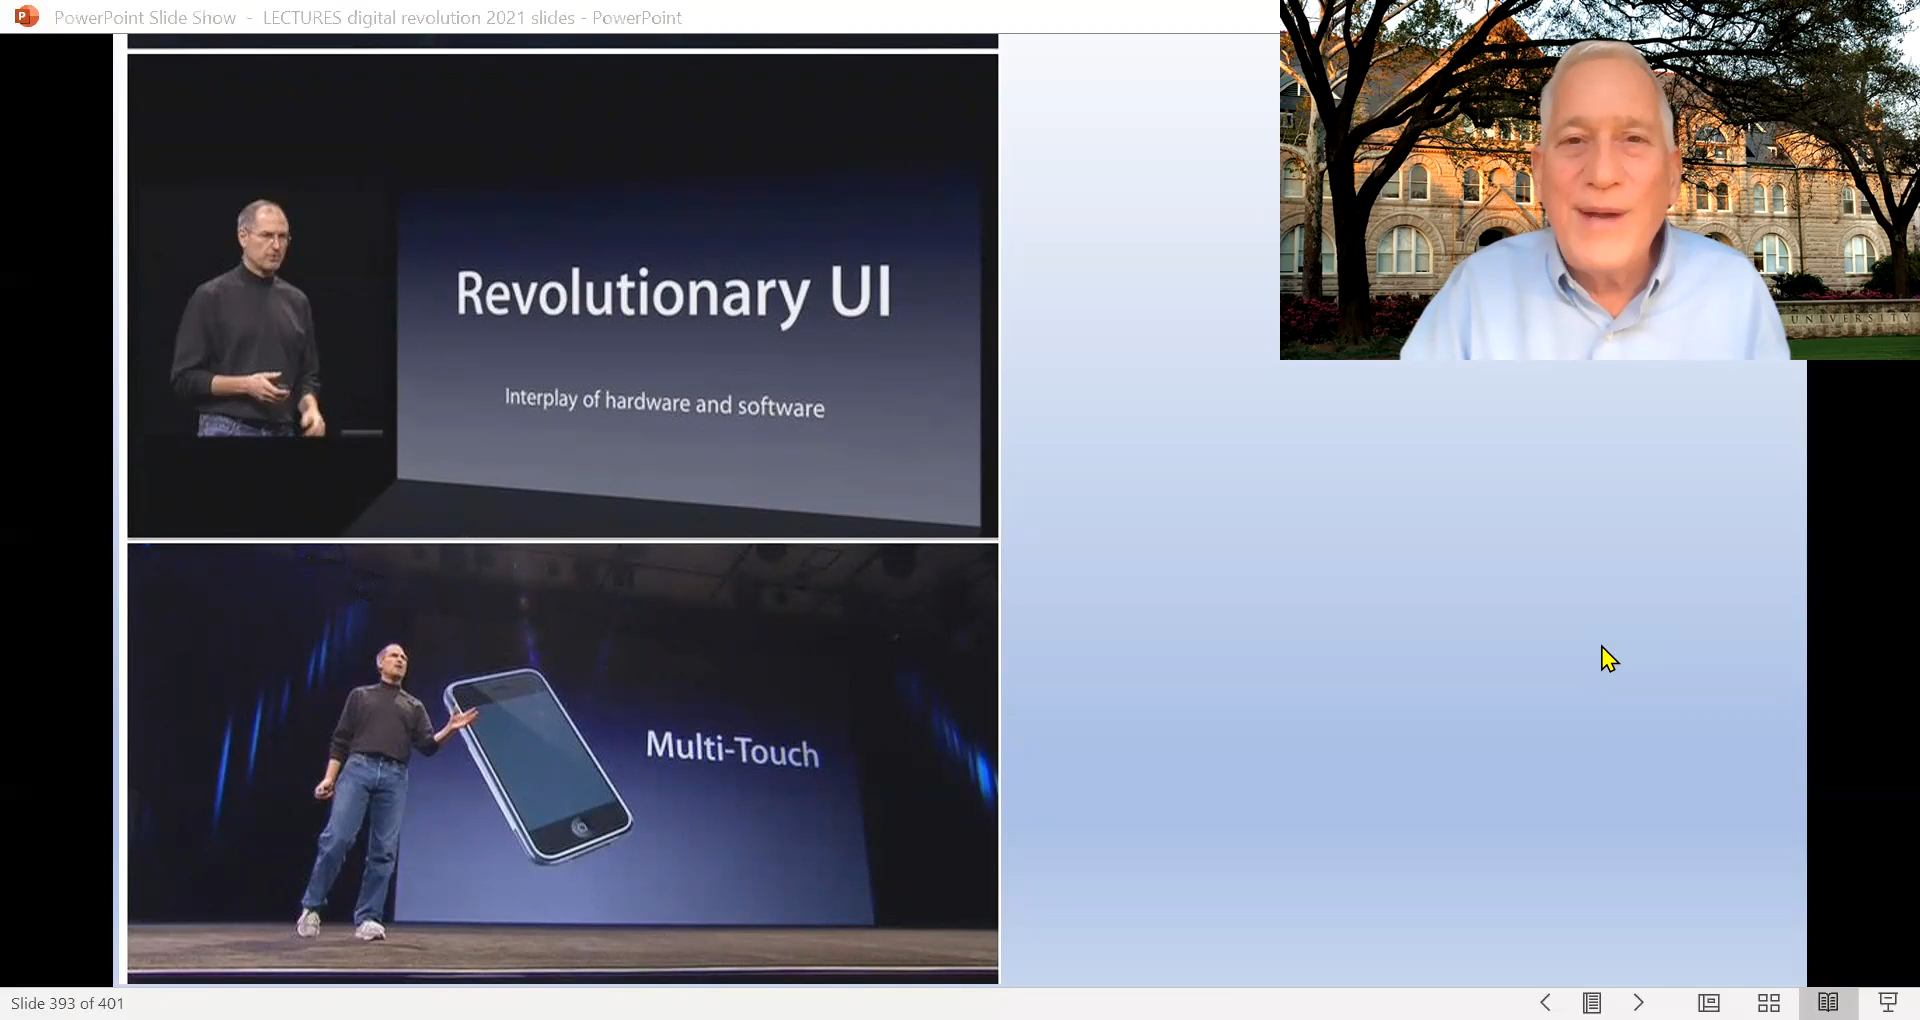 PowerPoint Slide Show - LECTURES digital revolution 2021 slides - PowerPoint
Revolutionary UI
Interplay of hardware and software
UNIVERSITY
Multi-Touch
Slide 393 of 401